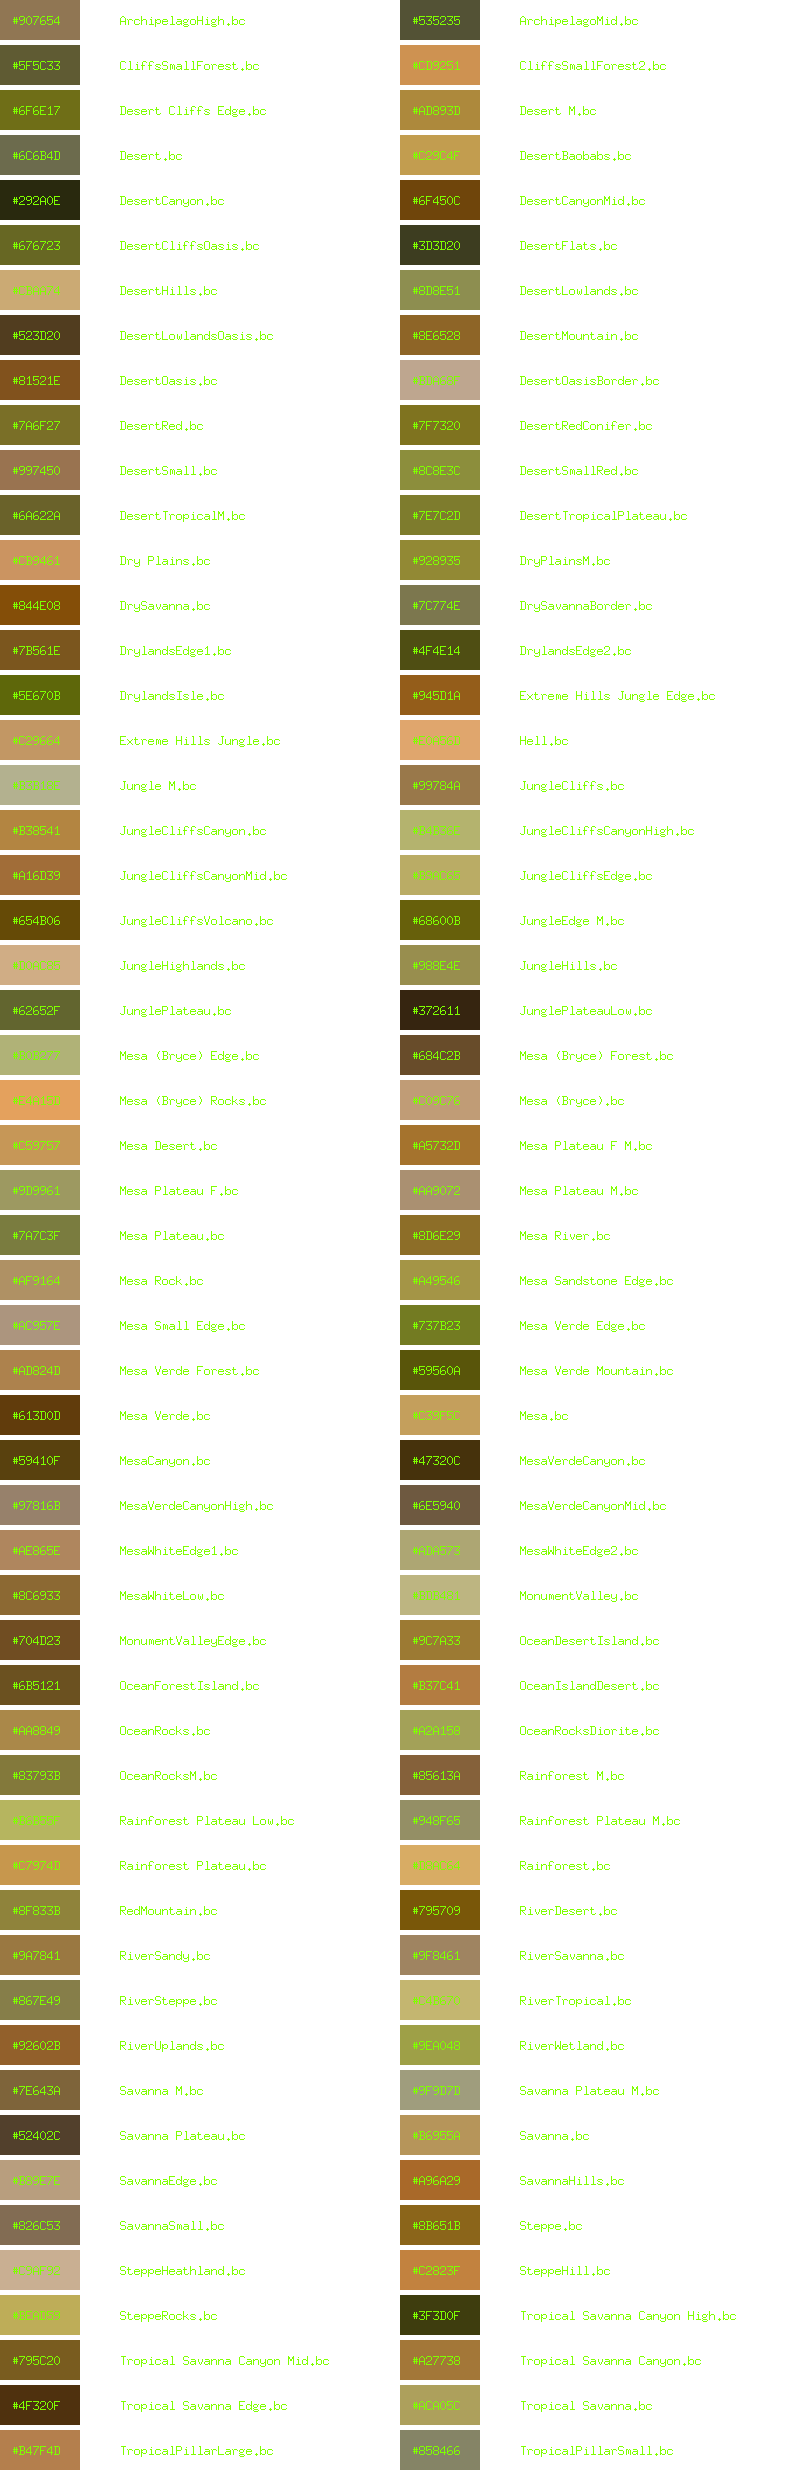 #907654 ArchipelagoHigh.bc #535235 ArchipelagoMid.bc
#5F5C33 CliffsSmallForest.bc #CD9251 CliffsSmallForest2.bc
#6F6E17 Desert Cliffs Edge.bc #AD893D Desert M.bc
#6C6B4D Desert.bc #C29C4F DesertBaobabs.bc
#292A0E DesertCanyon.bc #6F450C DesertCanyonMid.bc
#676723 DesertCliffsOasis.bc #3D3D20 DesertFlats.bc
DesertHills.bc #8D8E51 DesertLowlands.bc
#523D20 DesertLowlandsOasis.bc #8E6528 DesertMountain.bc
#81521E DesertOasis.bc #BDA68F DesertOasisBorder.bc
#7A6F27 DesertRed.bc #7F7320 DesertRedConifer.bc
#997450 DesertSmall.bc #8C8E3C DesertSmallRed.bc
#6A622A DesertTropicalM.bc #7E7C2D DesertTropicalPlateau.bc
#CB9461 Dry Plains.bc #928935 DryPlainsM.bc
#844E08 DrySavanna.bc #7C774E DrySavannaBorder.bc
#7B561E DrylandsEdge1.bc #4F4E14 DrylandsEdge2.bc
#5E670B DrylandsIsle.bc #945D1A Extreme Hills Jungle Edge.bc
#C29664 Extreme Hills Jungle.bc Hell.bc
Jungle M.bc #99784A JungleCliffs.bc
#B38541 JungleCliffsCanyon.bc #B4B36E JungleCliffsCanyonHigh.bc
#A16D39 JungleCliffsCanyonMid.bc #B9AC65 JungleCliffsEdge.bc
#654B06 JungleCliffsVolcano.bc #68600B JungleEdge M.bc
JungleHighlands.bc #988E4E JungleHills.bc
#62652F JunglePlateau.bc #372611 JunglePlateauLow.bc
#B0B277 Mesa (Bryce) Edge.bc #684C2B Mesa (Bryce) Forest.bc
#E4A15D Mesa (Bryce) Rocks.bc #C09C76 Mesa (Bryce).bc
#C59757 Mesa Desert.bc #A5732D Mesa Plateau F M.bc
#9D9961 Mesa Plateau F.bc #AA9072 Mesa Plateau M.bc
#7A7C3F Mesa Plateau.bc #8D6E29 Mesa River.bc
#AF9164 Mesa Rock.bc #A49546 Mesa Sandstone Edge.bc
#AC957E Mesa Small Edge.bc #737B23 Mesa Verde Edge.bc
#AD824D Mesa Verde Forest.bc #59560A Mesa Verde Mountain.bc
#613D0D Mesa Verde.bc #C39F5C Mesa.bc
#59410F MesaCanyon.bc #47320C MesaVerdeCanyon.bc
#97816B MesaVerdeCanyonHigh.bc #6E5940 MesaVerdeCanyonMid.bc
#AE865E MesaWhiteEdge1.bc #ADA573 MesaWhiteEdge2.bc
#8C6933 MesaWhiteLow.bc #BDB481 MonumentValley.bc
#704D23 MonumentValleyEdge.bc #9C7A33 OceanDesertIsland.bc
#6B5121 OceanForestIsland.bc #B37C41 OceanIslandDesert.bc
#AA8849 OceanRocks.bc #A2A158 OceanRocksDiorite.bc
#83793B OceanRocksM.bc #85613A Rainforest M.bc
#B6B55F Rainforest Plateau Low.bc #948F65 Rainforest Plateau M.bc
#C7974D Rainforest Plateau.bc Rainforest.bc
#8F833B RedMountain.bc #795709 RiverDesert.bc
#9A7841 RiverSandy.bc #9F8461 RiverSavanna.bc
#867E49 RiverSteppe.bc RiverTropical.bc
#92602B RiverUplands.bc #9EA048 RiverWetland.bc
#7E643A Savanna M.bc #9F9D7D Savanna Plateau M.bc
#52402C Savanna Plateau.bc #B6955A Savanna.bc
#B99E7E SavannaEdge.bc #A96A29 SavannaHills.bc
#826C53 SavannaSmall.bc #8B651B Steppe.bc
SteppeHeathland.bc #C2823F SteppeHill.bc
#BEAD59 SteppeRocks.bc #3F3D0F Tropical Savanna Canyon High.bc
#795C20 Tropical Savanna Canyon Mid.bc #A27738 Tropical Savanna Canyon.bc
#4F320F Tropical Savanna Edge.bc #ACA05C Tropical Savanna.bc
#B47F4D TropicalPillarLarge.bc #858466 TropicalPillarSmall.bc